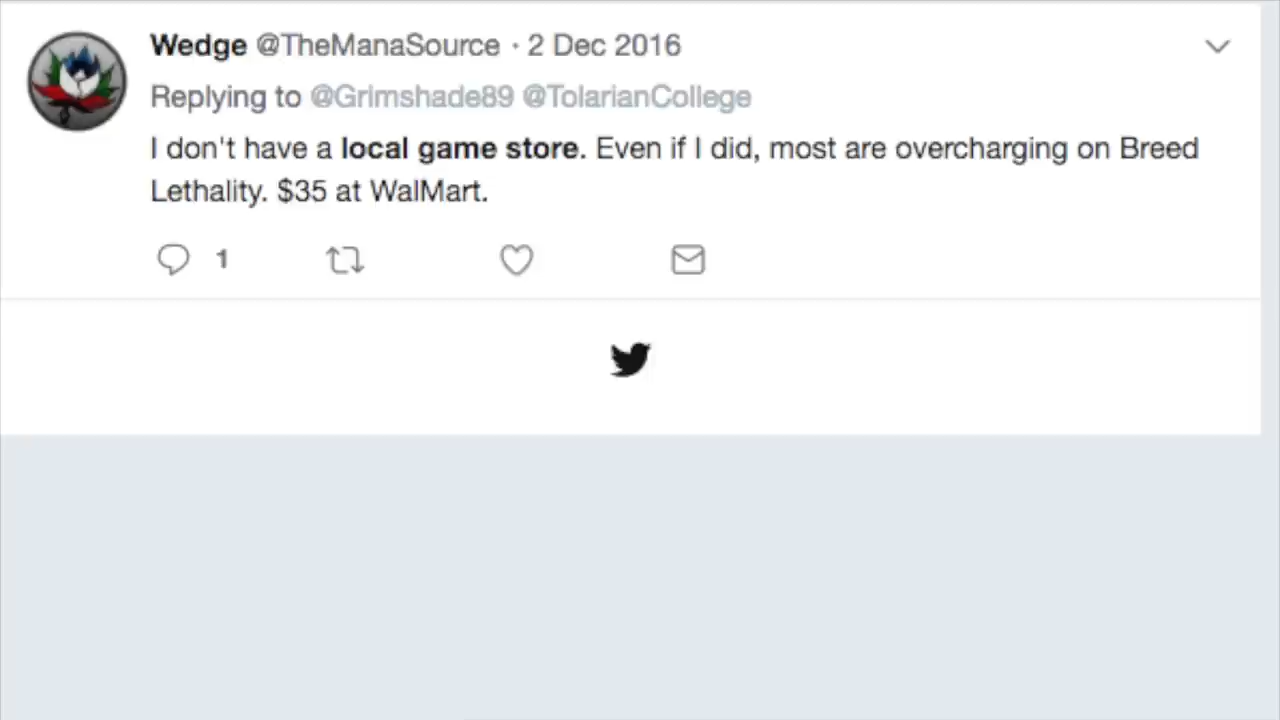 Wedge @TheManaSource · 2 Dec 2016
Replying to @Grimshade89 @TolarianCollege
I don't have a local game store. Even if I did, most are overcharging on Breed
Lethality. $35 at WalMart.
1